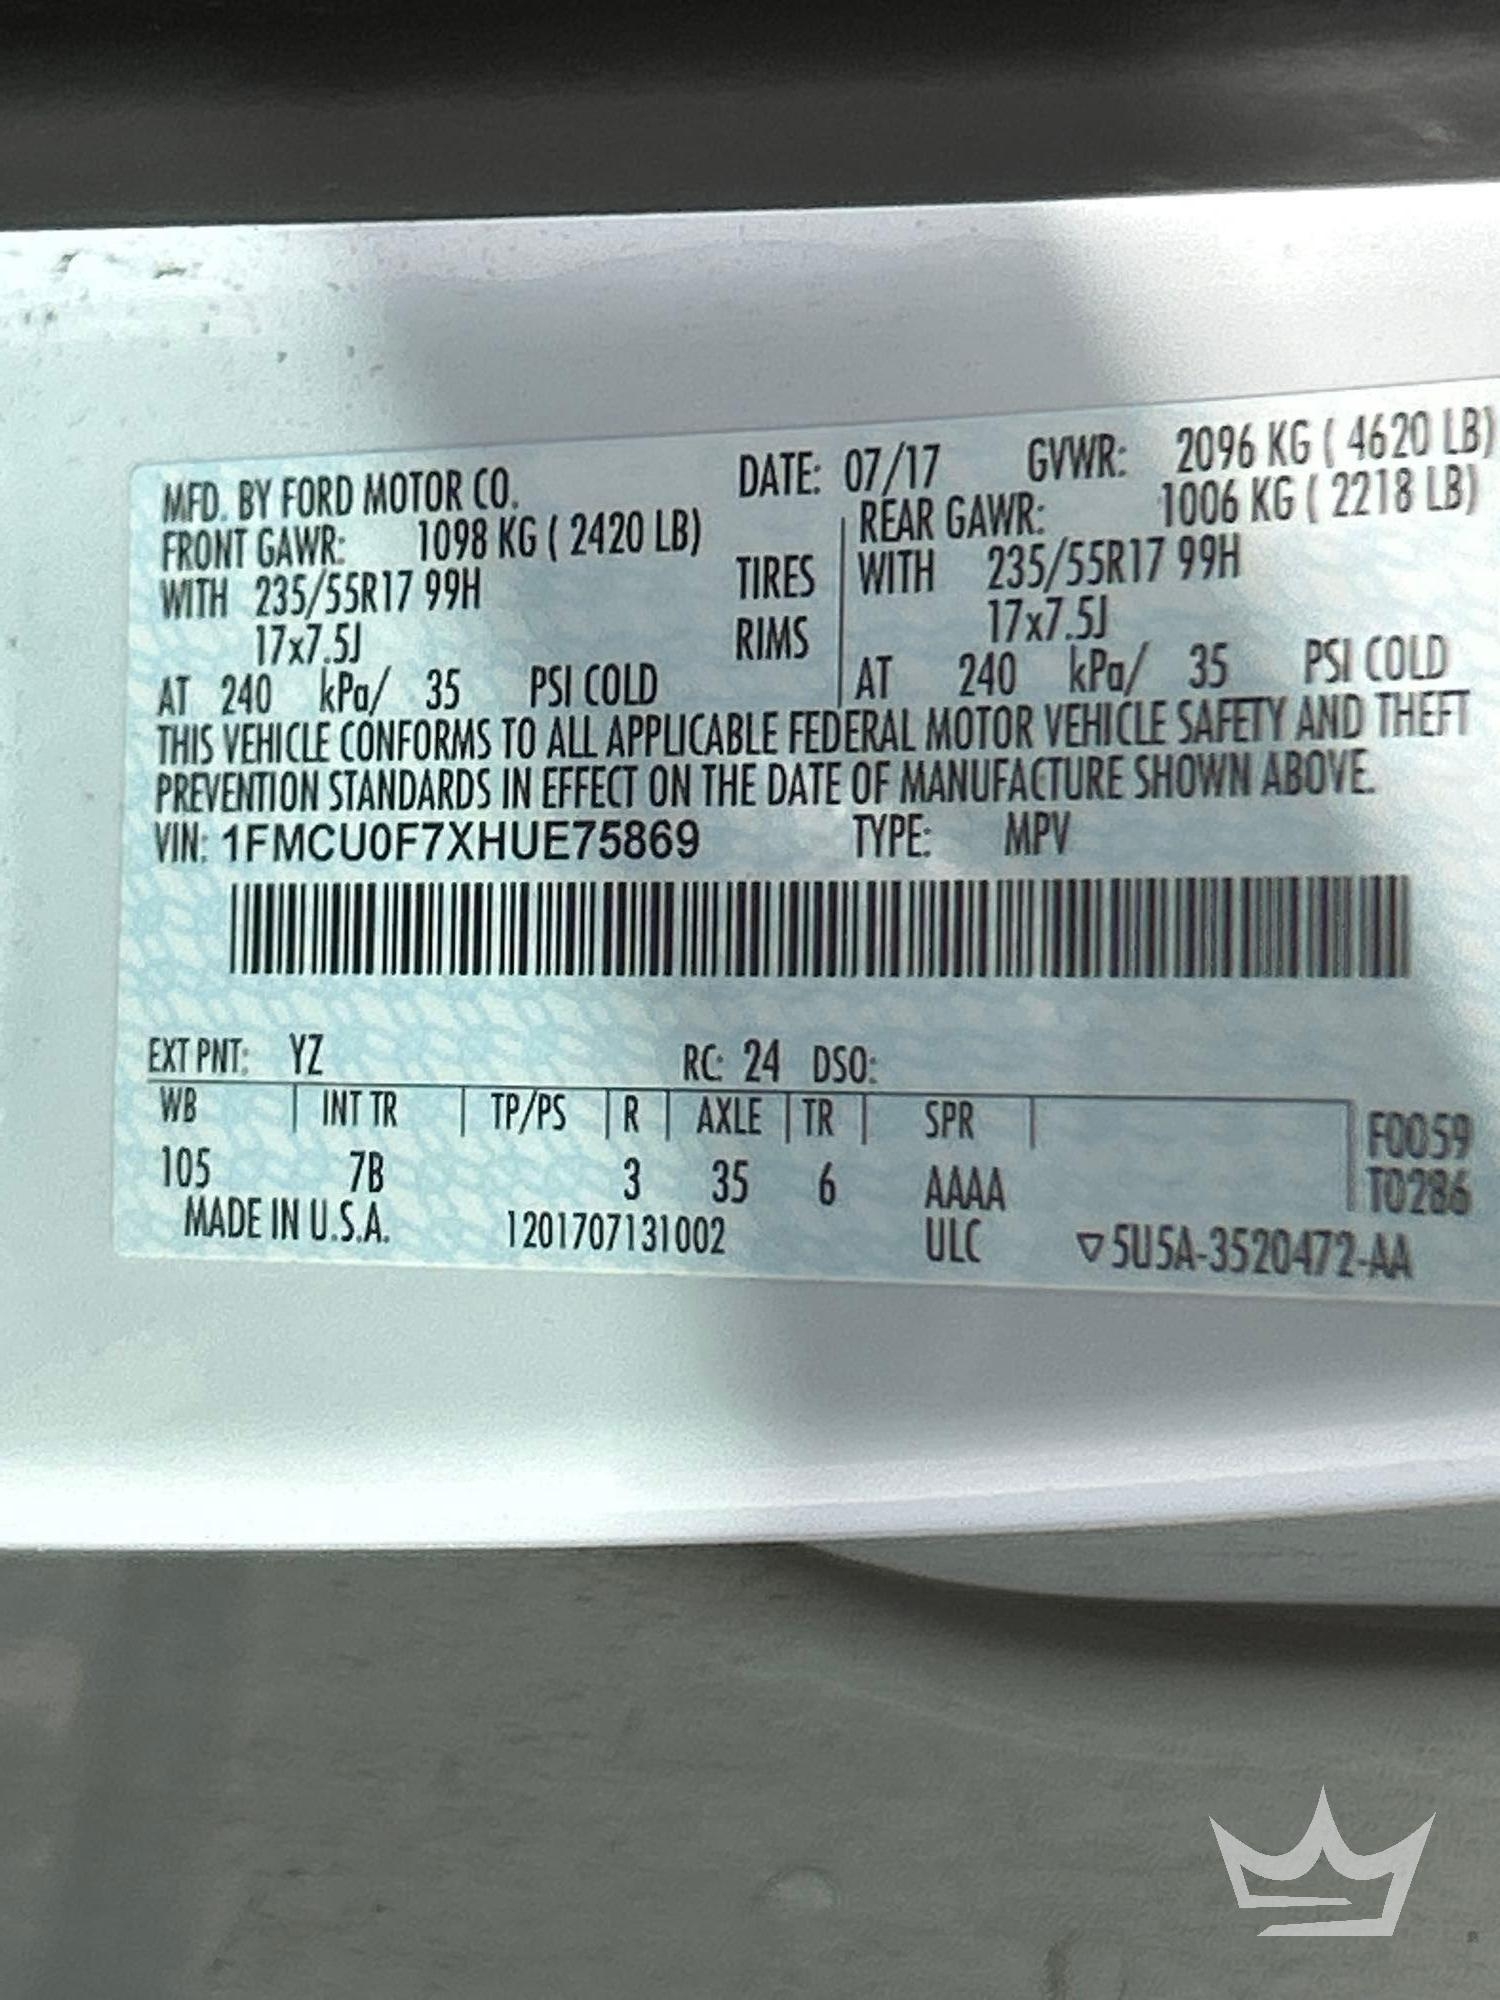 MFD. BY FORD MOTOR CO. DATE: 07/17 GVWR: 2096 KG ( 4620 LB)
FRONT GAWR: 1098 KG ( 2420 LB) REAR GAWR: 1006 KG ( 2218 LB)
WITH 235/55R17 99H TIRES WITH 235/55R17 99H
17x7.5J RIMS 17x7.5J
AT 240 kPa/ 35 PSI COLD AT 240 kPa/ 35 PSI COLD
THIS VEHICLE CONFORMS TO ALL APPLICABLE FEDERAL MOTOR VEHICLE SAFETY AND THEFT
PREVENTION STANDARDS IN EFFECT ON THE DATE OF MANUFACTURE SHOWN ABOVE.
VIN: 1FMCU0F7XHUE75869 TYPE: MPV
EXT PNT: YZ RC: 24 DSO:
WB | INT TR | TP/PS | R | AXLE | TR | SPR | F0059
105 7B 3 35 6 AAAA T0286
MADE IN U.S.A. 1201707131002 ULC ▽5U5A-3520472-AA